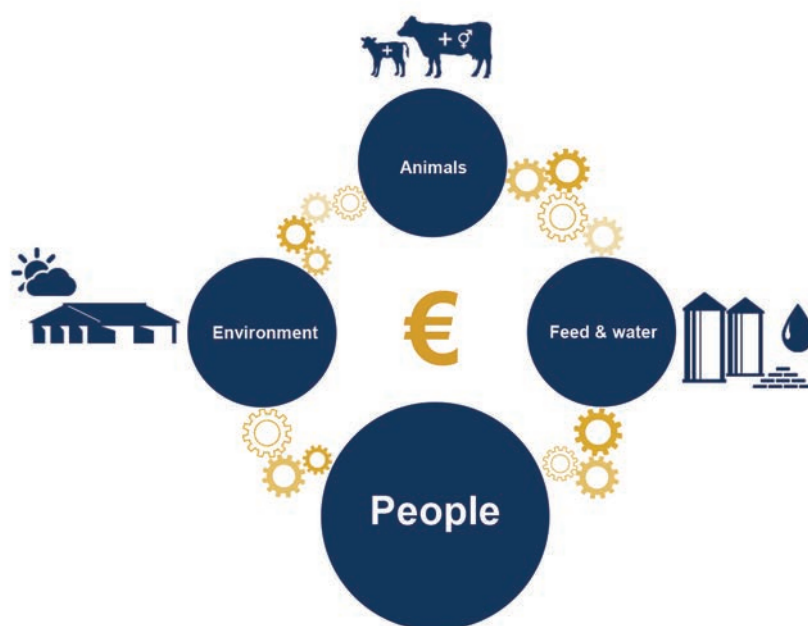 Animals
Environment
€
Feed & water
People